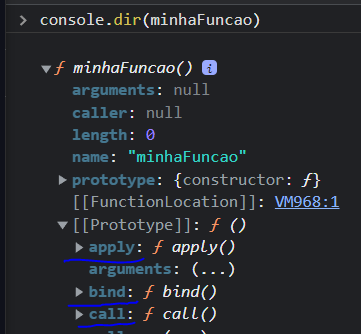 > console.dir(minhaFuncao)
▼ƒ minhaFuncao() i
arguments: null
caller: null
length: 0
name: "minhaFuncao"
▶prototype: {constructor: ƒ}
[[FunctionLocation]]: VM968:1
▼[[Prototype]]: ƒ ()
▶apply: ƒ apply()
arguments: (...)
▶bind: ƒ bind()
▶call: ƒ call()